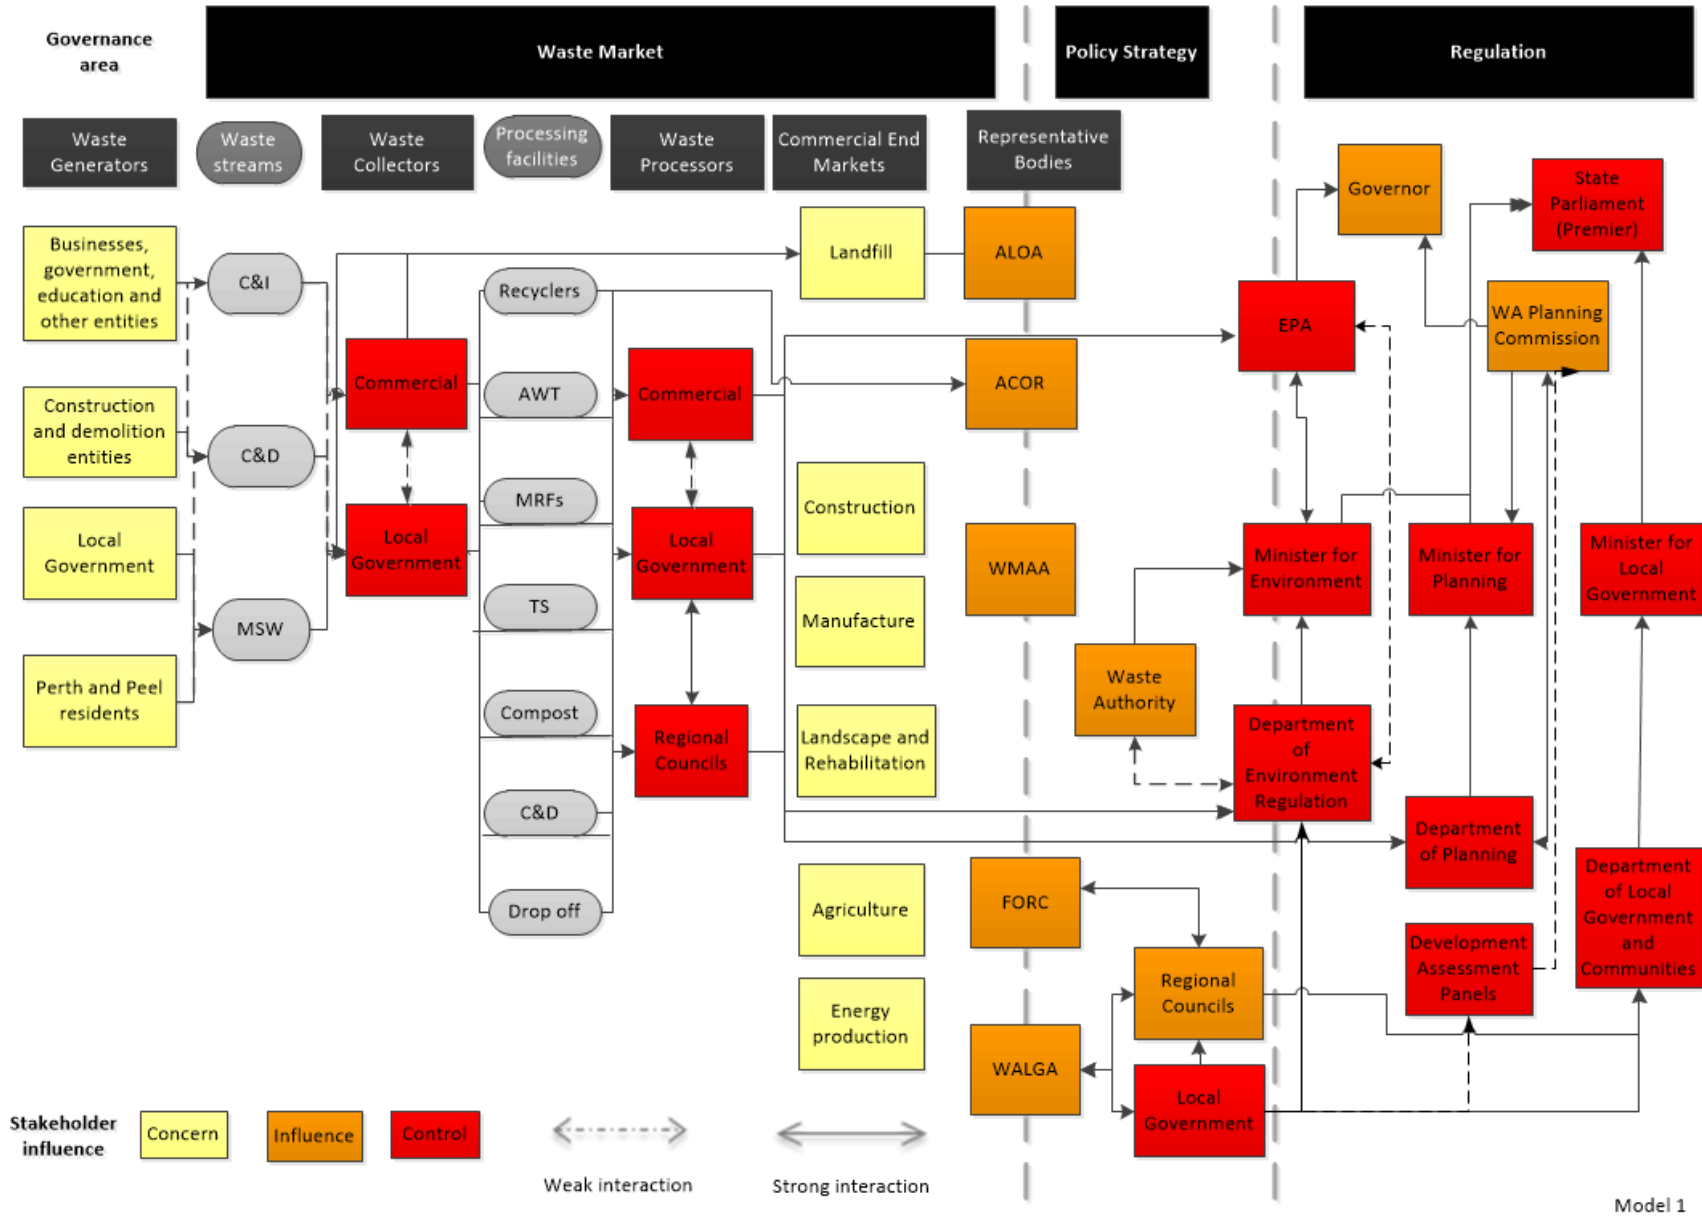 Governance
area
Waste Market
Policy Strategy
Regulation
Waste
Generators
Waste
streams
Waste
Collectors
Processing
facilities
Waste
Processors
Commercial End
Markets
Representative
Bodies
Businesses,
government,
education and
other entities
Construction
and demolition
entities
Local
Government
Perth and Peel
residents
C&I
C&D
MSW
Commercial
Local
Government
Recyclers
AWT
MRFs
TS
Compost
C&D
Drop off
Commercial
Local
Government
Regional
Councils
Landfill
Construction
Manufacture
Landscape and
Rehabilitation
Agriculture
Energy
production
ALOA
ACOR
WMAA
FORC
WALGA
Waste
Authority
Regional
Councils
Local
Government
EPA
Minister for
Environment
Department
of
Environment
Regulation
Governor
State
Parliament
(Premier)
WA Planning
Commission
Minister for
Planning
Minister for
Local
Government
Department
of Planning
Development
Assessment
Panels
Department
of Local
Government
and
Communities
Stakeholder
influence
Concern
Influence
Control
Weak interaction
Strong interaction
Model 1